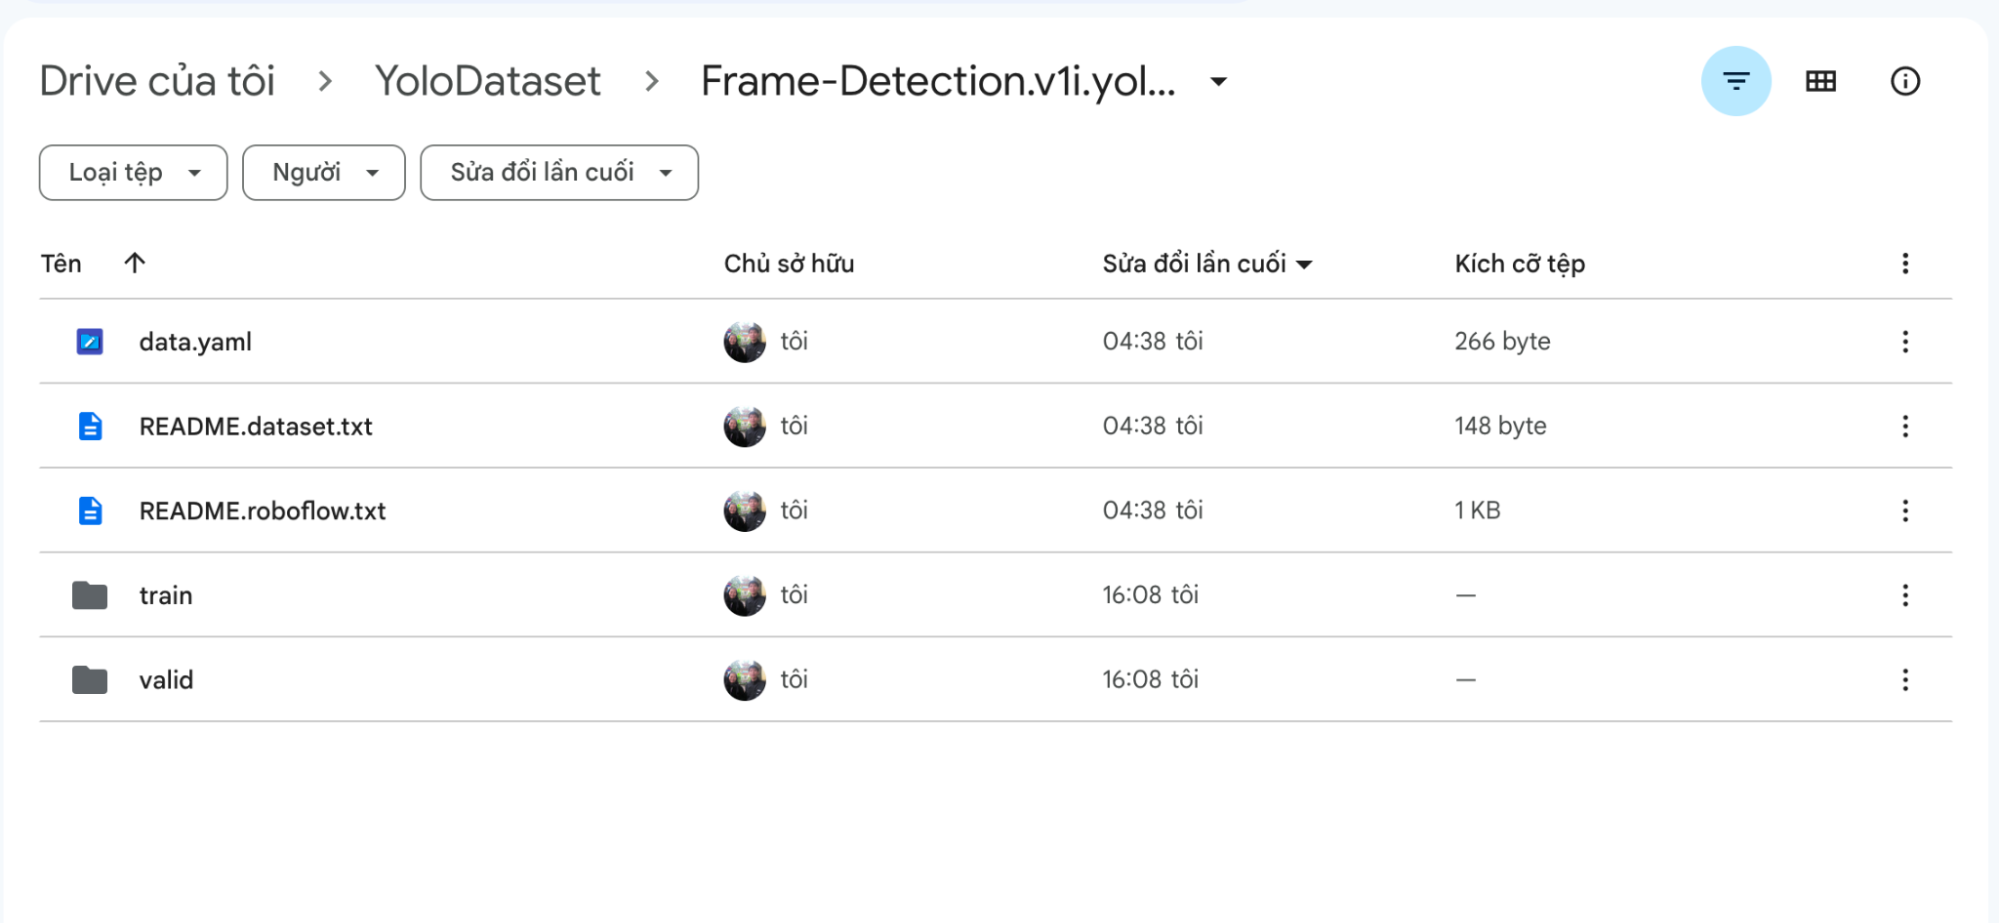 Drive của tôi > YoloDataset > Frame-Detection.v1i.yol...
Loại tệp Người Sửa đổi lần cuối
Tên Chủ sở hữu Sửa đổi lần cuối Kích cỡ tệp
data.yaml tôi 04:38 tôi 266 byte
README.dataset.txt tôi 04:38 tôi 148 byte
README.roboflow.txt tôi 04:38 tôi 1 KB
train tôi 16:08 tôi —
valid tôi 16:08 tôi —